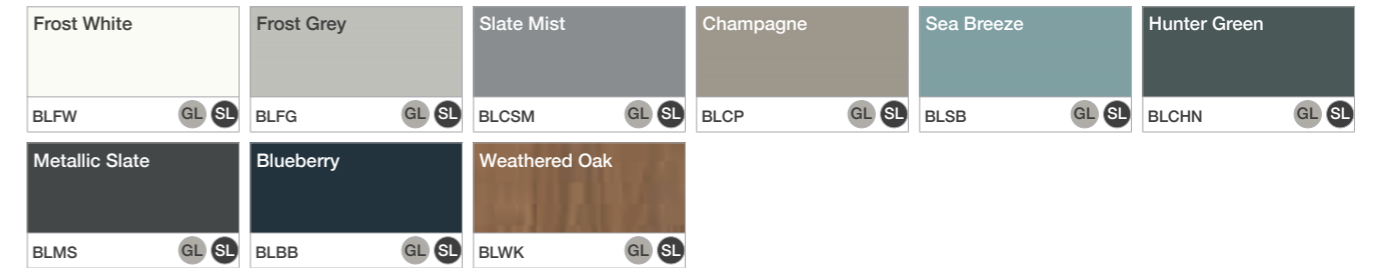 Frost White
Frost Grey
Slate Mist
Champagne
Sea Breeze
Hunter Green
BLFW GL SL
BLFG GL SL
BLCSM GL SL
BLCP GL SL
BLSB GL SL
BLCHN GL SL
Metallic Slate
Blueberry
Weathered Oak
BLMS GL SL
BLBB GL SL
BLWK GL SL